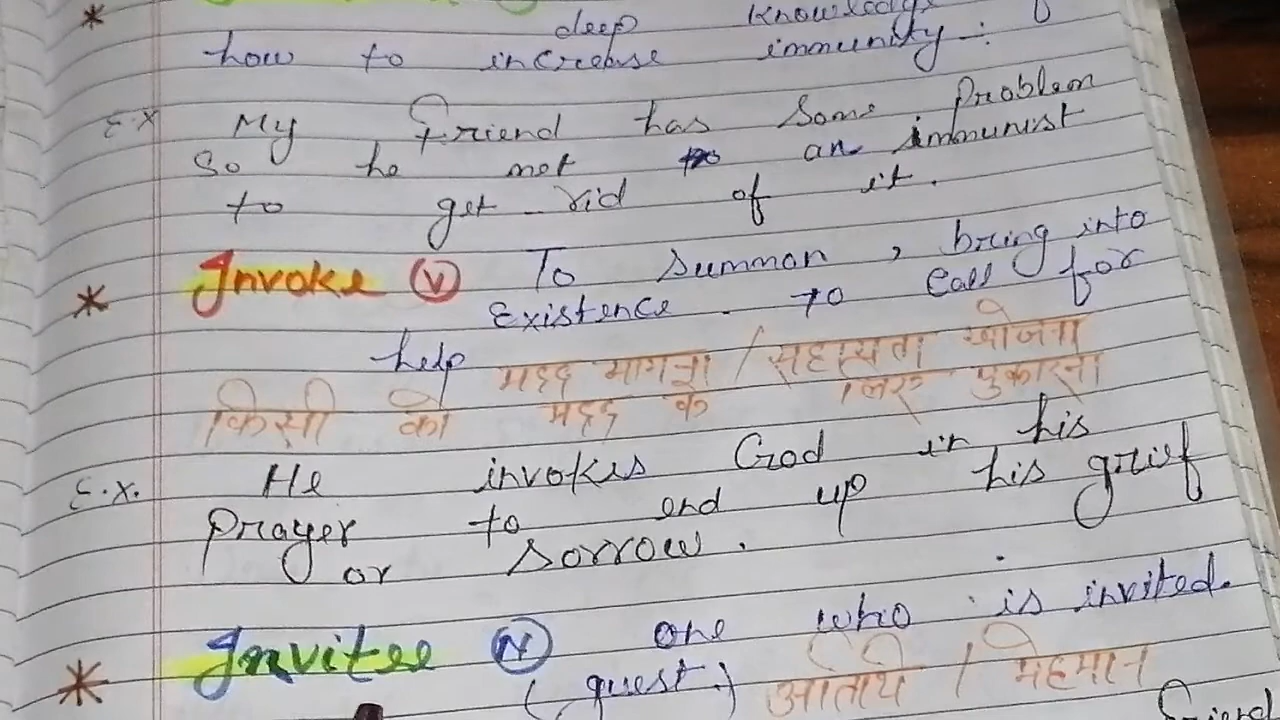 * deep knowledge
how to increase immunity :
E.X My Friend has some problem
so he met to an immunist
to get rid of it.
* Invoke (V) To summon, bring into
existence. to call for
help मदद मांगना / सहायता खोजना
किसी को मदद के लिए पुकारना
E.X. He invokes God in his
prayer to end up his grief
or sorrow.
* Invitee (N) one who is invited.
(guest) अतिथि / मेहमान
Friend